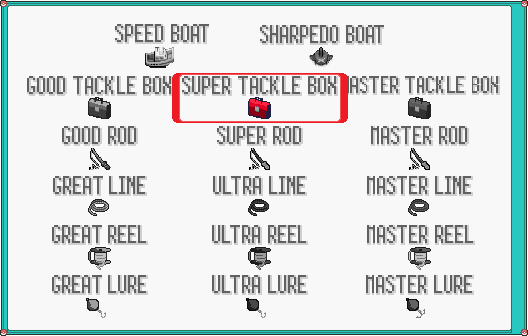 SPEED BOAT SHARPEDO BOAT
GOOD TACKLE BOX SUPER TACKLE BOX MASTER TACKLE BOX
GOOD ROD SUPER ROD MASTER ROD
GREAT LINE ULTRA LINE MASTER LINE
GREAT REEL ULTRA REEL MASTER REEL
GREAT LURE ULTRA LURE MASTER LURE